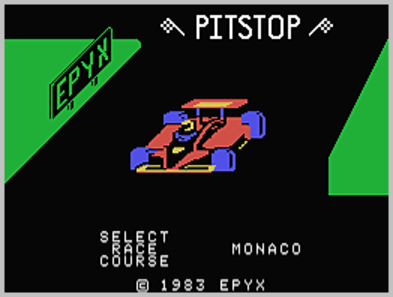 PITSTOP
EPYX
SELECT
RACE
COURSE
MONACO
© 1983 EPYX